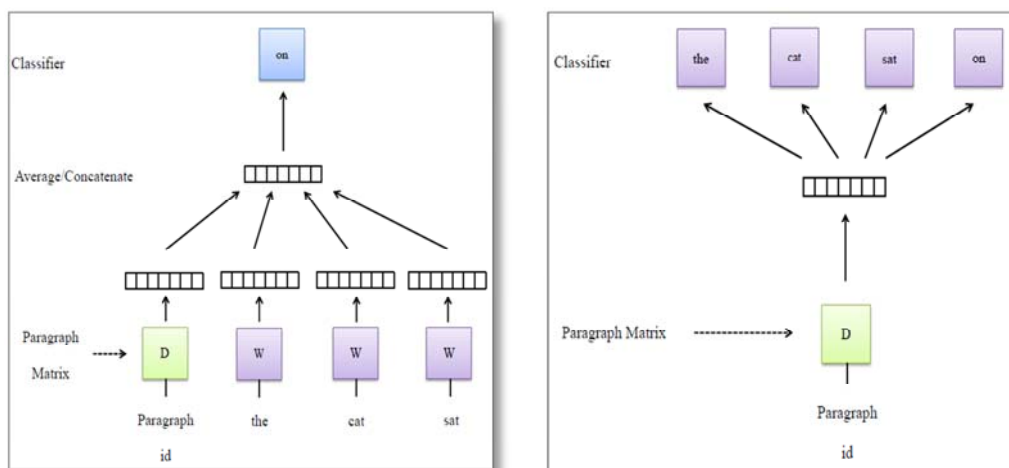 Classifier
on
Average/Concatenate
Paragraph
Matrix
D W W W
Paragraph the cat sat
id
Classifier
the cat sat on
Paragraph Matrix
D
Paragraph
id